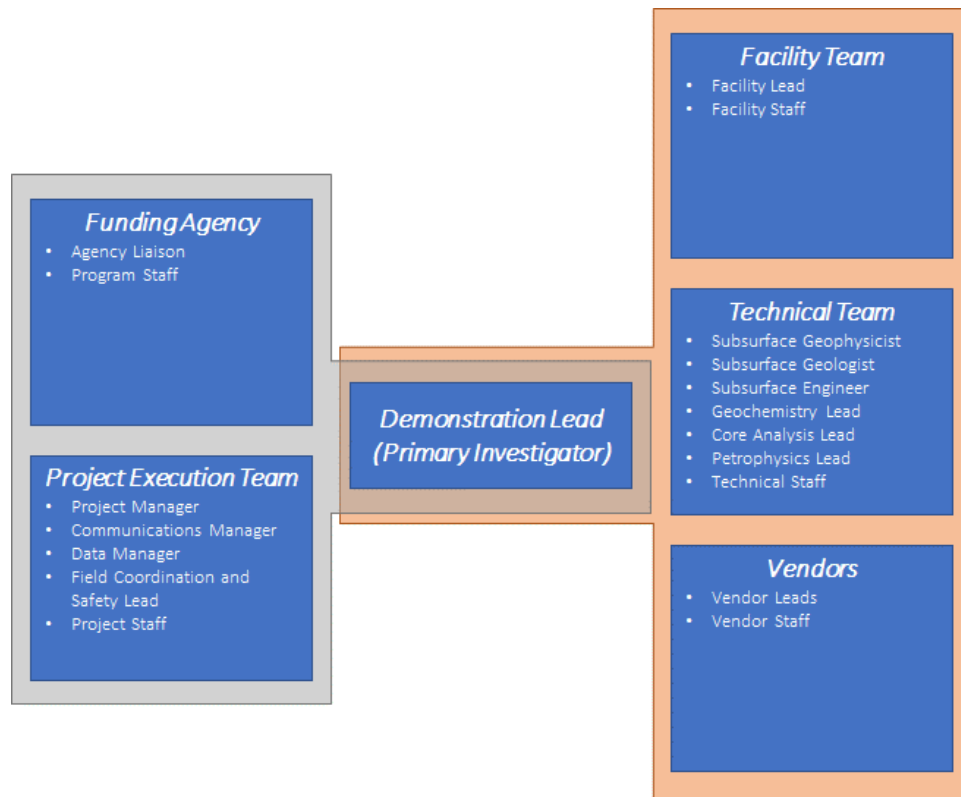 Funding Agency
• Agency Liaison
• Program Staff
Project Execution Team
• Project Manager
• Communications Manager
• Data Manager
• Field Coordination and
Safety Lead
• Project Staff
Demonstration Lead
(Primary Investigator)
Facility Team
• Facility Lead
• Facility Staff
Technical Team
• Subsurface Geophysicist
• Subsurface Geologist
• Subsurface Engineer
• Geochemistry Lead
• Core Analysis Lead
• Petrophysics Lead
• Technical Staff
Vendors
• Vendor Leads
• Vendor Staff